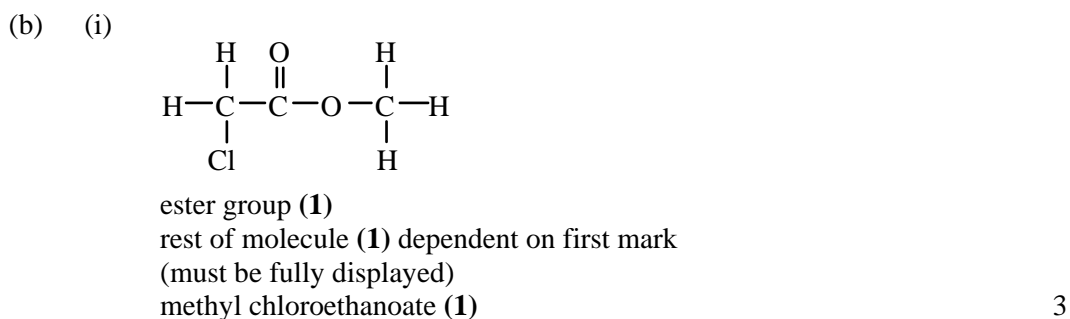 (b) (i)
H O H
H—C—C—O—C—H
Cl H
ester group (1)
rest of molecule (1) dependent on first mark
(must be fully displayed)
methyl chloroethanoate (1) 3